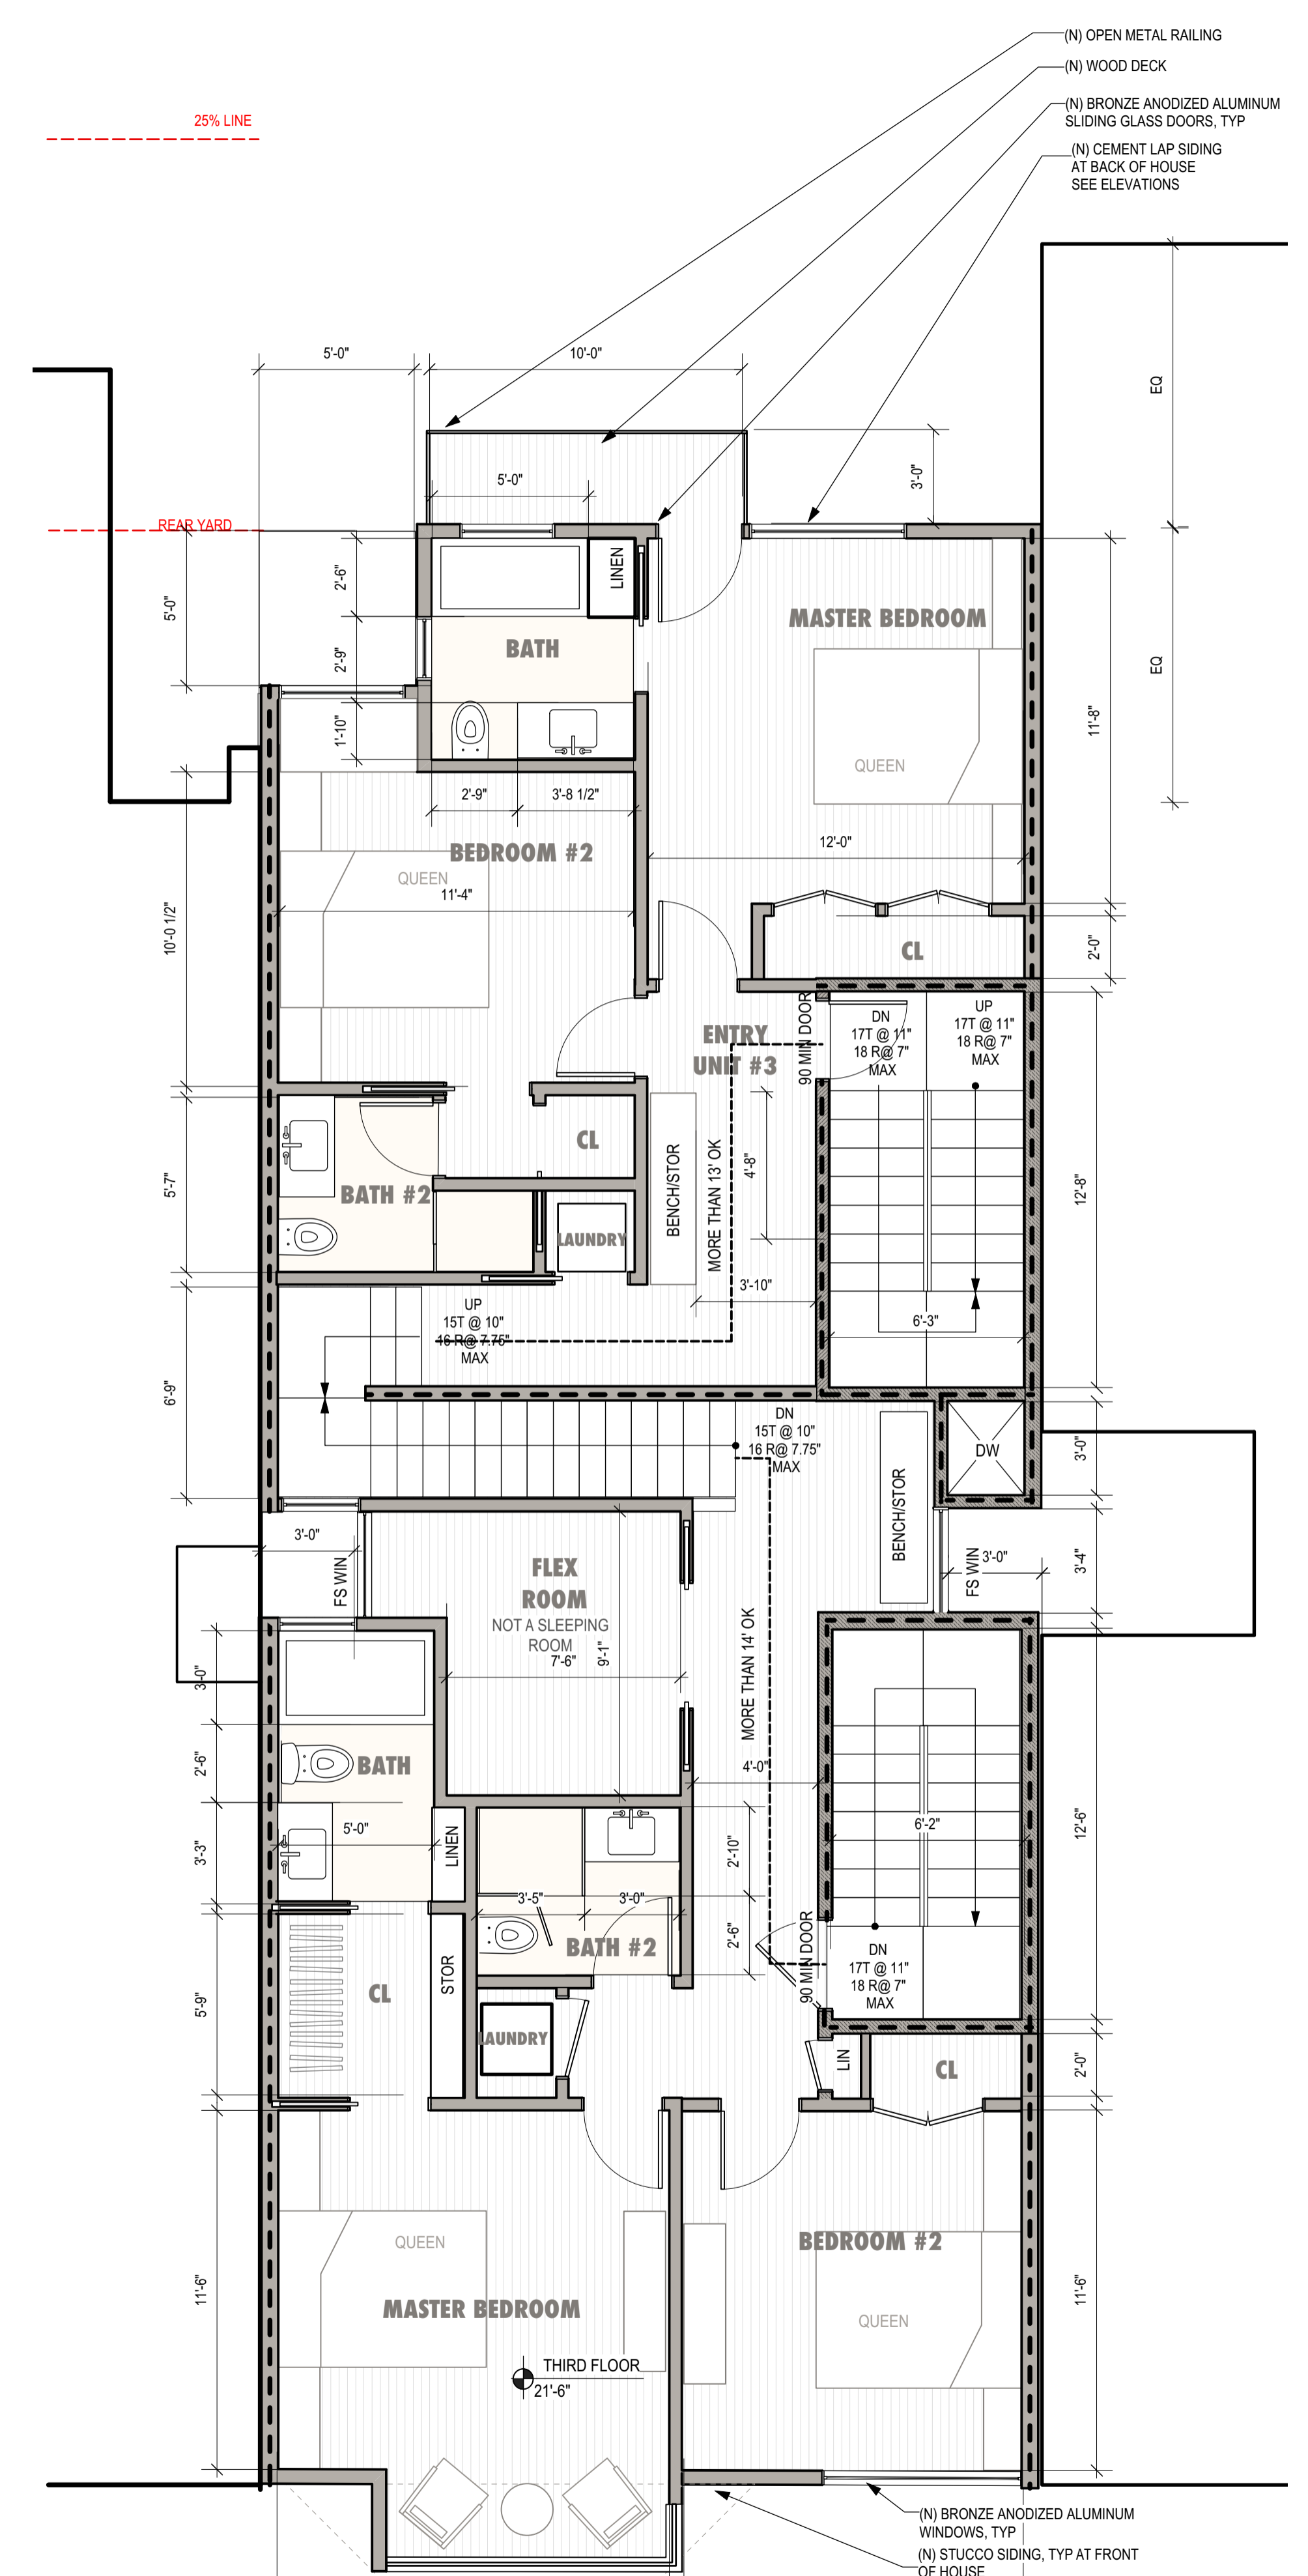 (N) OPEN METAL RAILING
(N) WOOD DECK
(N) BRONZE ANODIZED ALUMINUM
SLIDING GLASS DOORS, TYP
(N) CEMENT LAP SIDING
AT BACK OF HOUSE
SEE ELEVATIONS
25% LINE
5'-0"
10'-0"
EQ
3'-0"
5'-0"
REAR YARD
5'-0"
2'-6"
2'-9"
1'-10"
LINEN
BATH
MASTER BEDROOM
QUEEN
EQ
11'-8"
2'-9"
3'-8 1/2"
12'-0"
BEDROOM #2
QUEEN
11'-4"
10'-0 1/2"
CL
2'-0"
ENTRY
UNIT #3
90 MIN DOOR
DN
17T @ 11"
18 R@ 7"
MAX
UP
17T @ 11"
18 R@ 7"
MAX
CL
BATH #2
5'-7"
LAUNDRY
BENCH/STOR
MORE THAN 13' OK
4'-8"
12'-8"
3'-10"
6'-3"
UP
15T @ 10"
16 R@ 7.75"
MAX
6'-9"
DN
15T @ 10"
16 R@ 7.75"
MAX
DW
3'-0"
BENCH/STOR
3'-0"
FS WIN
FS WIN
3'-0"
3'-4"
FLEX
ROOM
NOT A SLEEPING
ROOM
7'-6"
9'-1"
MORE THAN 14' OK
3'-0"
2'-6"
BATH
4'-0"
3'-3"
5'-0"
LINEN
2'-10"
6'-2"
12'-6"
3'-5"
3'-0"
2'-6"
BATH #2
90 MIN DOOR
DN
17T @ 11"
18 R@ 7"
MAX
5'-9"
CL
STOR
LAUNDRY
LIN
CL
2'-0"
QUEEN
MASTER BEDROOM
11'-6"
BEDROOM #2
QUEEN
11'-6"
THIRD FLOOR
21'-6"
(N) BRONZE ANODIZED ALUMINUM
WINDOWS, TYP
(N) STUCCO SIDING, TYP AT FRONT
OF HOUSE